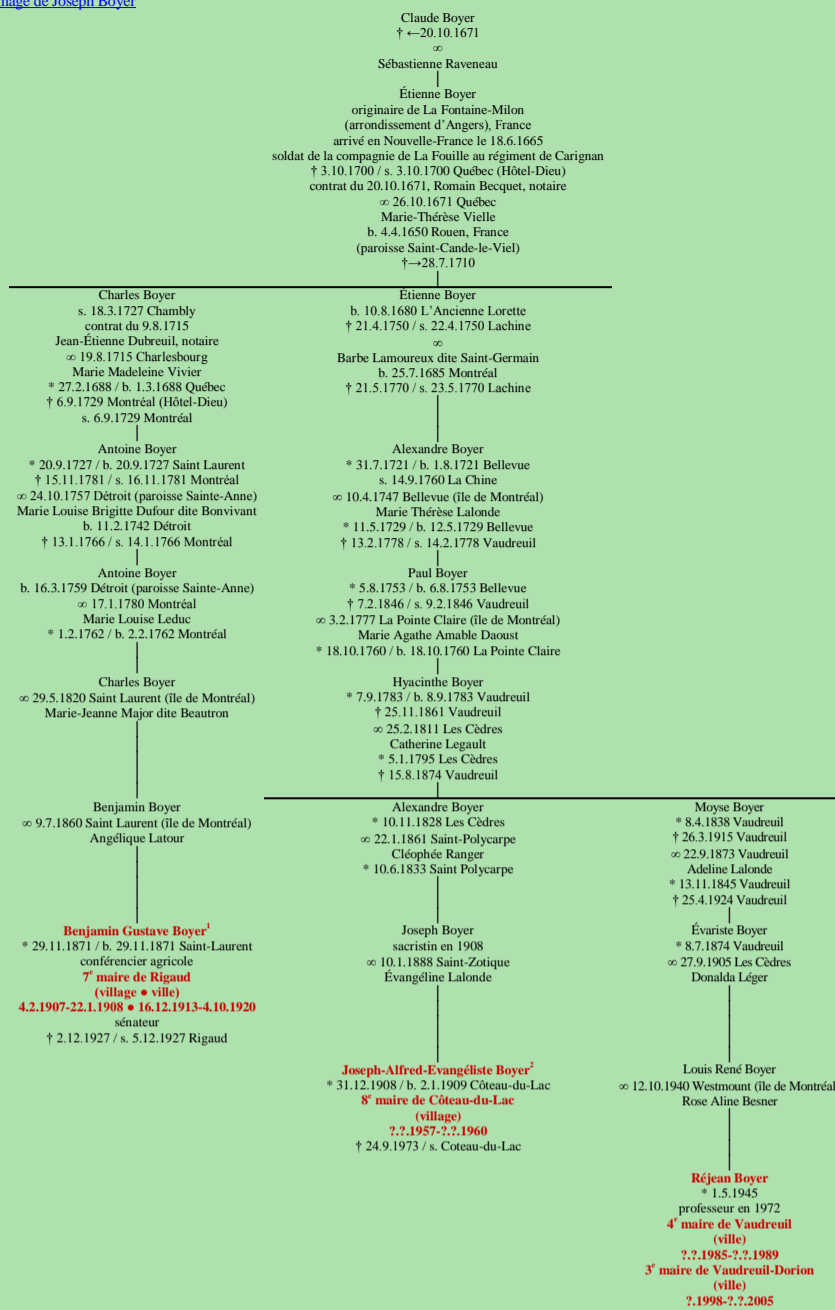 nage de Joseph Boyer
Claude Boyer
† ←20.10.1671
∞
Sébastienne Raveneau
Étienne Boyer
originaire de La Fontaine-Milon
(arrondissement d'Angers), France
arrivé en Nouvelle-France le 18.6.1665
soldat de la compagnie de La Fouille au régiment de Carignan
† 3.10.1700 / s. 3.10.1700 Québec (Hôtel-Dieu)
contrat du 20.10.1671, Romain Becquet, notaire
∞ 26.10.1671 Québec
Marie-Thérèse Vielle
b. 4.4.1650 Rouen, France
(paroisse Saint-Cande-le-Viel)
†→28.7.1710
Charles Boyer
s. 18.3.1727 Chambly
contrat du 9.8.1715
Jean-Étienne Dubreuil, notaire
∞ 19.8.1715 Charlesbourg
Marie Madeleine Vivier
* 27.2.1688 / b. 1.3.1688 Québec
† 6.9.1729 Montréal (Hôtel-Dieu)
s. 6.9.1729 Montréal
Antoine Boyer
* 20.9.1727 / b. 20.9.1727 Saint Laurent
† 15.11.1781 / s. 16.11.1781 Montréal
∞ 24.10.1757 Détroit (paroisse Sainte-Anne)
Marie Louise Brigitte Dufour dite Bonvivant
b. 11.2.1742 Détroit
† 13.1.1766 / s. 14.1.1766 Montréal
Antoine Boyer
b. 16.3.1759 Détroit (paroisse Sainte-Anne)
∞ 17.1.1780 Montréal
Marie Louise Leduc
* 1.2.1762 / b. 2.2.1762 Montréal
Charles Boyer
∞ 29.5.1820 Saint Laurent (île de Montréal)
Marie-Jeanne Major dite Beautron
Benjamin Boyer
∞ 9.7.1860 Saint Laurent (île de Montréal)
Angélique Latour
Benjamin Gustave Boyer¹
* 29.11.1871 / b. 29.11.1871 Saint-Laurent
conférencier agricole
7e maire de Rigaud
(village ● ville)
4.2.1907-22.1.1908 ● 16.12.1913-4.10.1920
sénateur
† 2.12.1927 / s. 5.12.1927 Rigaud
Étienne Boyer
b. 10.8.1680 L'Ancienne Lorette
† 21.4.1750 / s. 22.4.1750 Lachine
∞
Barbe Lamoureux dite Saint-Germain
b. 25.7.1685 Montréal
† 21.5.1770 / s. 23.5.1770 Lachine
Alexandre Boyer
* 31.7.1721 / b. 1.8.1721 Bellevue
s. 14.9.1760 La Chine
∞ 10.4.1747 Bellevue (île de Montréal)
Marie Thérèse Lalonde
* 11.5.1729 / b. 12.5.1729 Bellevue
† 13.2.1778 / s. 14.2.1778 Vaudreuil
Paul Boyer
* 5.8.1753 / b. 6.8.1753 Bellevue
† 7.2.1846 / s. 9.2.1846 Vaudreuil
∞ 3.2.1777 La Pointe Claire (île de Montréal)
Marie Agathe Amable Daoust
* 18.10.1760 / b. 18.10.1760 La Pointe Claire
Hyacinthe Boyer
* 7.9.1783 / b. 8.9.1783 Vaudreuil
† 25.11.1861 Vaudreuil
∞ 25.2.1811 Les Cèdres
Catherine Legault
* 5.1.1795 Les Cèdres
† 15.8.1874 Vaudreuil
Alexandre Boyer
* 10.11.1828 Les Cèdres
∞ 22.1.1861 Saint-Polycarpe
Cléophée Ranger
* 10.6.1833 Saint Polycarpe
Joseph Boyer
sacristin en 1908
∞ 10.1.1888 Saint-Zotique
Évangéline Lalonde
Joseph-Alfred-Evangéliste Boyer²
* 31.12.1908 / b. 2.1.1909 Côteau-du-Lac
8e maire de Côteau-du-Lac
(village)
?.?.1957-?.?.1960
† 24.9.1973 / s. Coteau-du-Lac
Moyse Boyer
* 8.4.1838 Vaudreuil
† 26.3.1915 Vaudreuil
∞ 22.9.1873 Vaudreuil
Adeline Lalonde
* 13.11.1845 Vaudreuil
† 25.4.1924 Vaudreuil
Évariste Boyer
* 8.7.1874 Vaudreuil
∞ 27.9.1905 Les Cèdres
Donalda Léger
Louis René Boyer
∞ 12.10.1940 Westmount (île de Montréal
Rose Aline Besner
Réjean Boyer
* 1.5.1945
professeur en 1972
4e maire de Vaudreuil
(ville)
?.?.1985-?.?.1989
3e maire de Vaudreuil-Dorion
(ville)
?.1998-?.?.2005